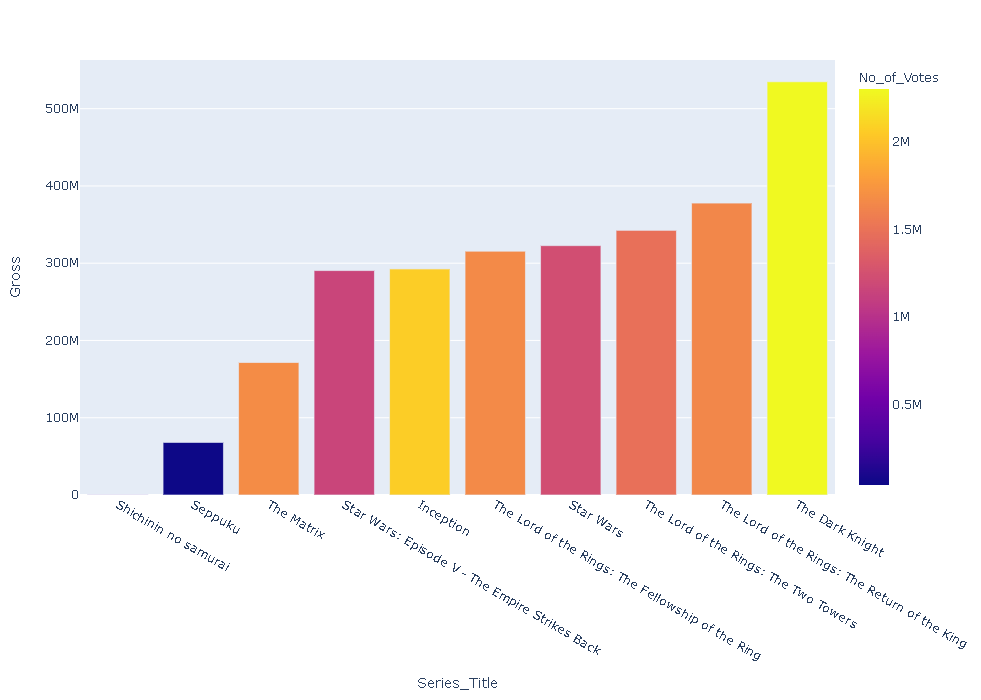 No_of_Votes
500M
400M
300M
200M
100M
0
Gross
2M
1.5M
1M
0.5M
Shichinin no samurai
Seppuku
The Matrix
Star Wars: Episode V - The Empire Strikes Back
Inception
The Lord of the Rings: The Fellowship of the Ring
Star Wars
The Lord of the Rings: The Two Towers
The Lord of the Rings: The Return of the King
The Dark Knight
Series_Title